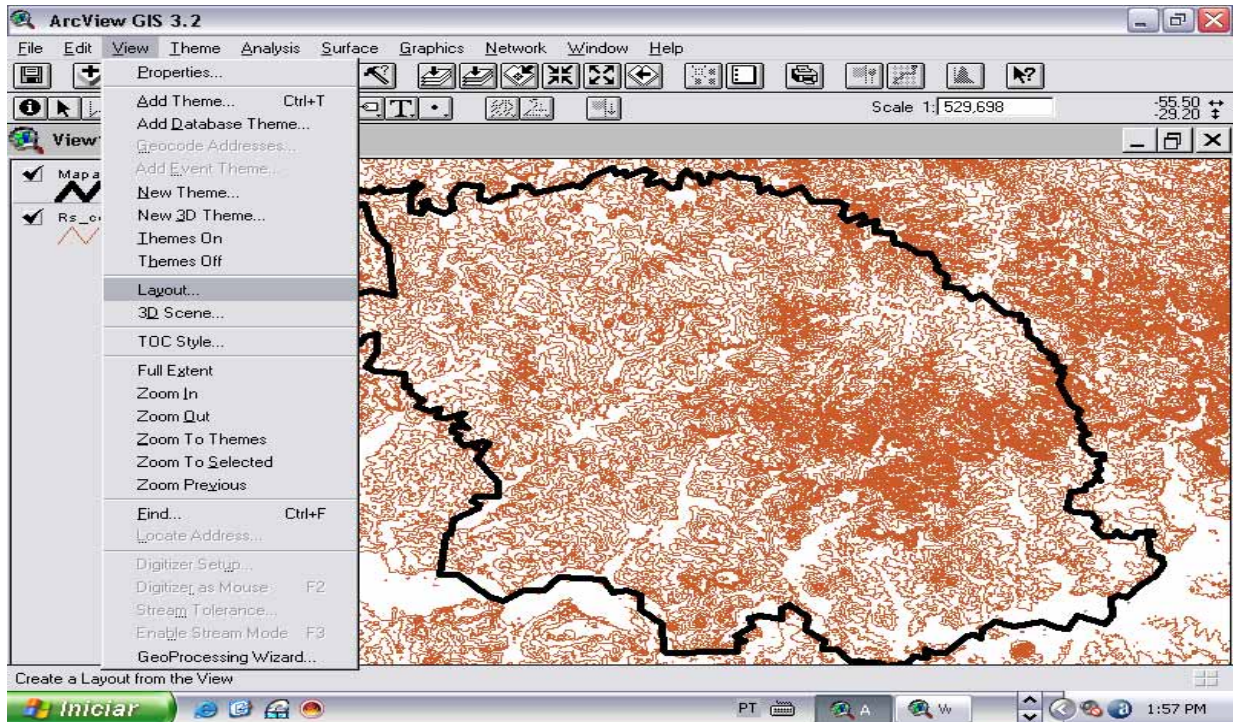 ArcView GIS 3.2
File Edit View Theme Analysis Surface Graphics Network Window Help
Scale 1: 529,698
-55.50
-29.20
View
Mapa
Rs_c
Properties...
Add Theme... Ctrl+T
Add Database Theme...
Geocode Addresses...
Add Event Theme...
New Theme...
New 3D Theme...
Themes On
Themes Off
Layout...
3D Scene...
TOC Style...
Full Extent
Zoom In
Zoom Out
Zoom To Themes
Zoom To Selected
Zoom Previous
Find... Ctrl+F
Locate Address...
Digitizer Setup...
Digitizer as Mouse F2
Stream Tolerance...
Enable Stream Mode F3
GeoProcessing Wizard...
Create a Layout from the View
Iniciar PT A W 1:57 PM